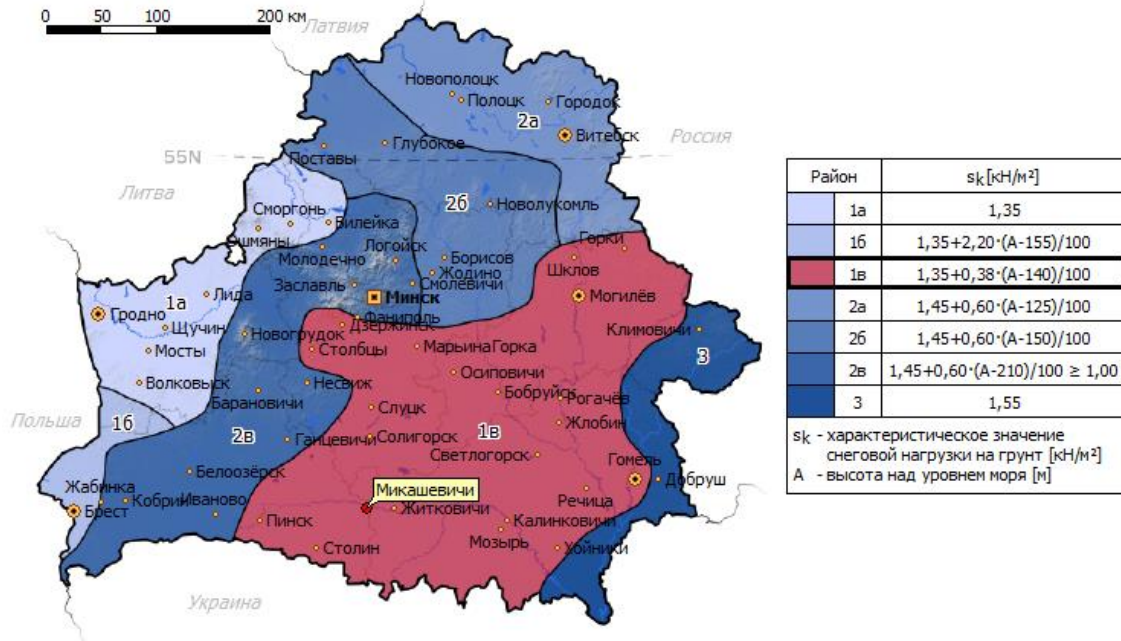 0 50 100 200 км
Латвия
Новополоцк
Полоцк
Городок
2а
Витебск
Россия
Глубокое
55N
Поставы
Литва
2б
Новолукомль
Сморгонь
Вилейка
Ошмяны
Логойск
Горки
Молодечно
Борисов
Шклов
Жодино
1а
Заславль
Смолевичи
Лида
Минск
Могилёв
Гродно
Фаниполь
Щучин
Новогрудок
Дзержинск
Климовичи
Мосты
Столбцы
МарьинаГорка
3
Осиповичи
Волковыск
Несвиж
Бобруйск
Барановичи
Рогачёв
Польша
1б
Слуцк
Жлобин
2в
Ганцевичи
Солигорск
1в
Светлогорск
Белоозёрск
Гомель
Жабинка
Добруш
Кобрин
Иваново
Микашевичи
Речица
Брест
Житковичи
Пинск
Калинковичи
Мозырь
Столин
Хойники
Украина
Район sk[кН/м²]
1а 1,35
1б 1,35+2,20·(А-155)/100
1в 1,35+0,38·(А-140)/100
2а 1,45+0,60·(А-125)/100
2б 1,45+0,60·(А-150)/100
2в 1,45+0,60·(А-210)/100 ≥ 1,00
3 1,55
sk - характеристическое значение
снеговой нагрузки на грунт [кН/м²]
А - высота над уровнем моря [м]